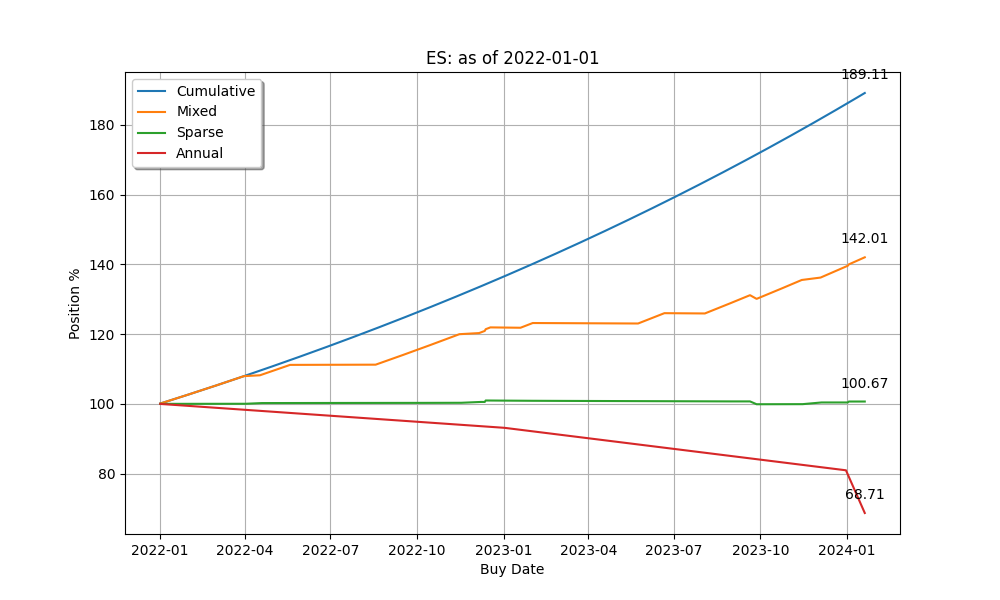 ES: as of 2022-01-01
189.11
Cumulative
Mixed
Sparse
Annual
180
160
142.01
140
120
100.67
100
80
68.71
Position %
2022-01 2022-04 2022-07 2022-10 2023-01 2023-04 2023-07 2023-10 2024-01
Buy Date